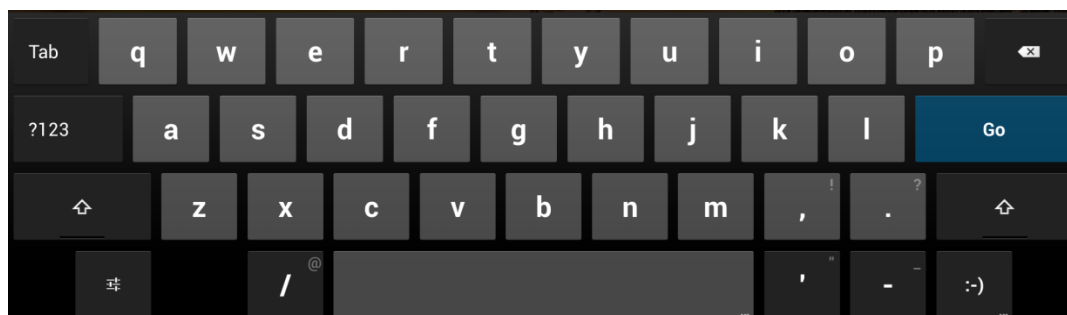 Tab q w e r t y u i o p
?123 a s d f g h j k l Go
z x c v b n m , ! . ?
/ @ ' " - _ :-)